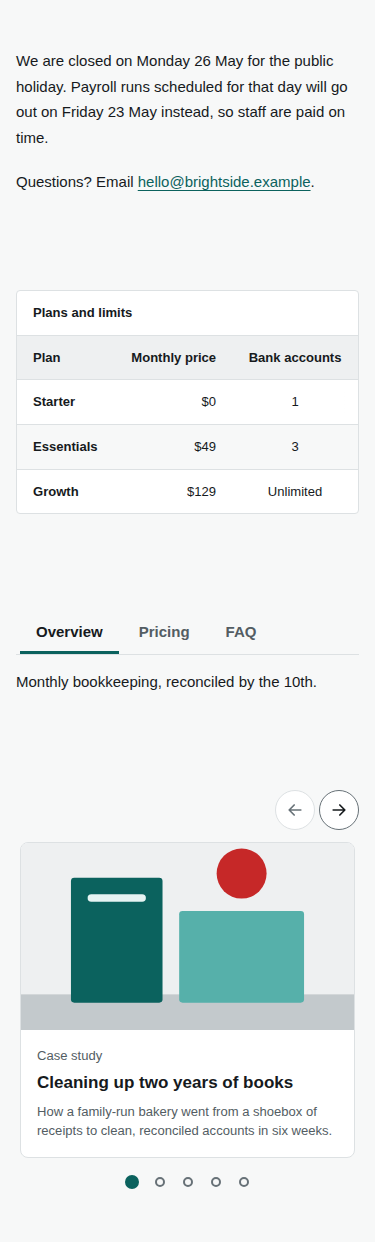 We are closed on Monday 26 May for the public
holiday. Payroll runs scheduled for that day will go
out on Friday 23 May instead, so staff are paid on
time.
Questions? Email hello@brightside.example.
Plans and limits
Plan Monthly price Bank accounts
Starter $0 1
Essentials $49 3
Growth $129 Unlimited
Overview Pricing FAQ
Monthly bookkeeping, reconciled by the 10th.
Case study
Cleaning up two years of books
How a family-run bakery went from a shoebox of
receipts to clean, reconciled accounts in six weeks.